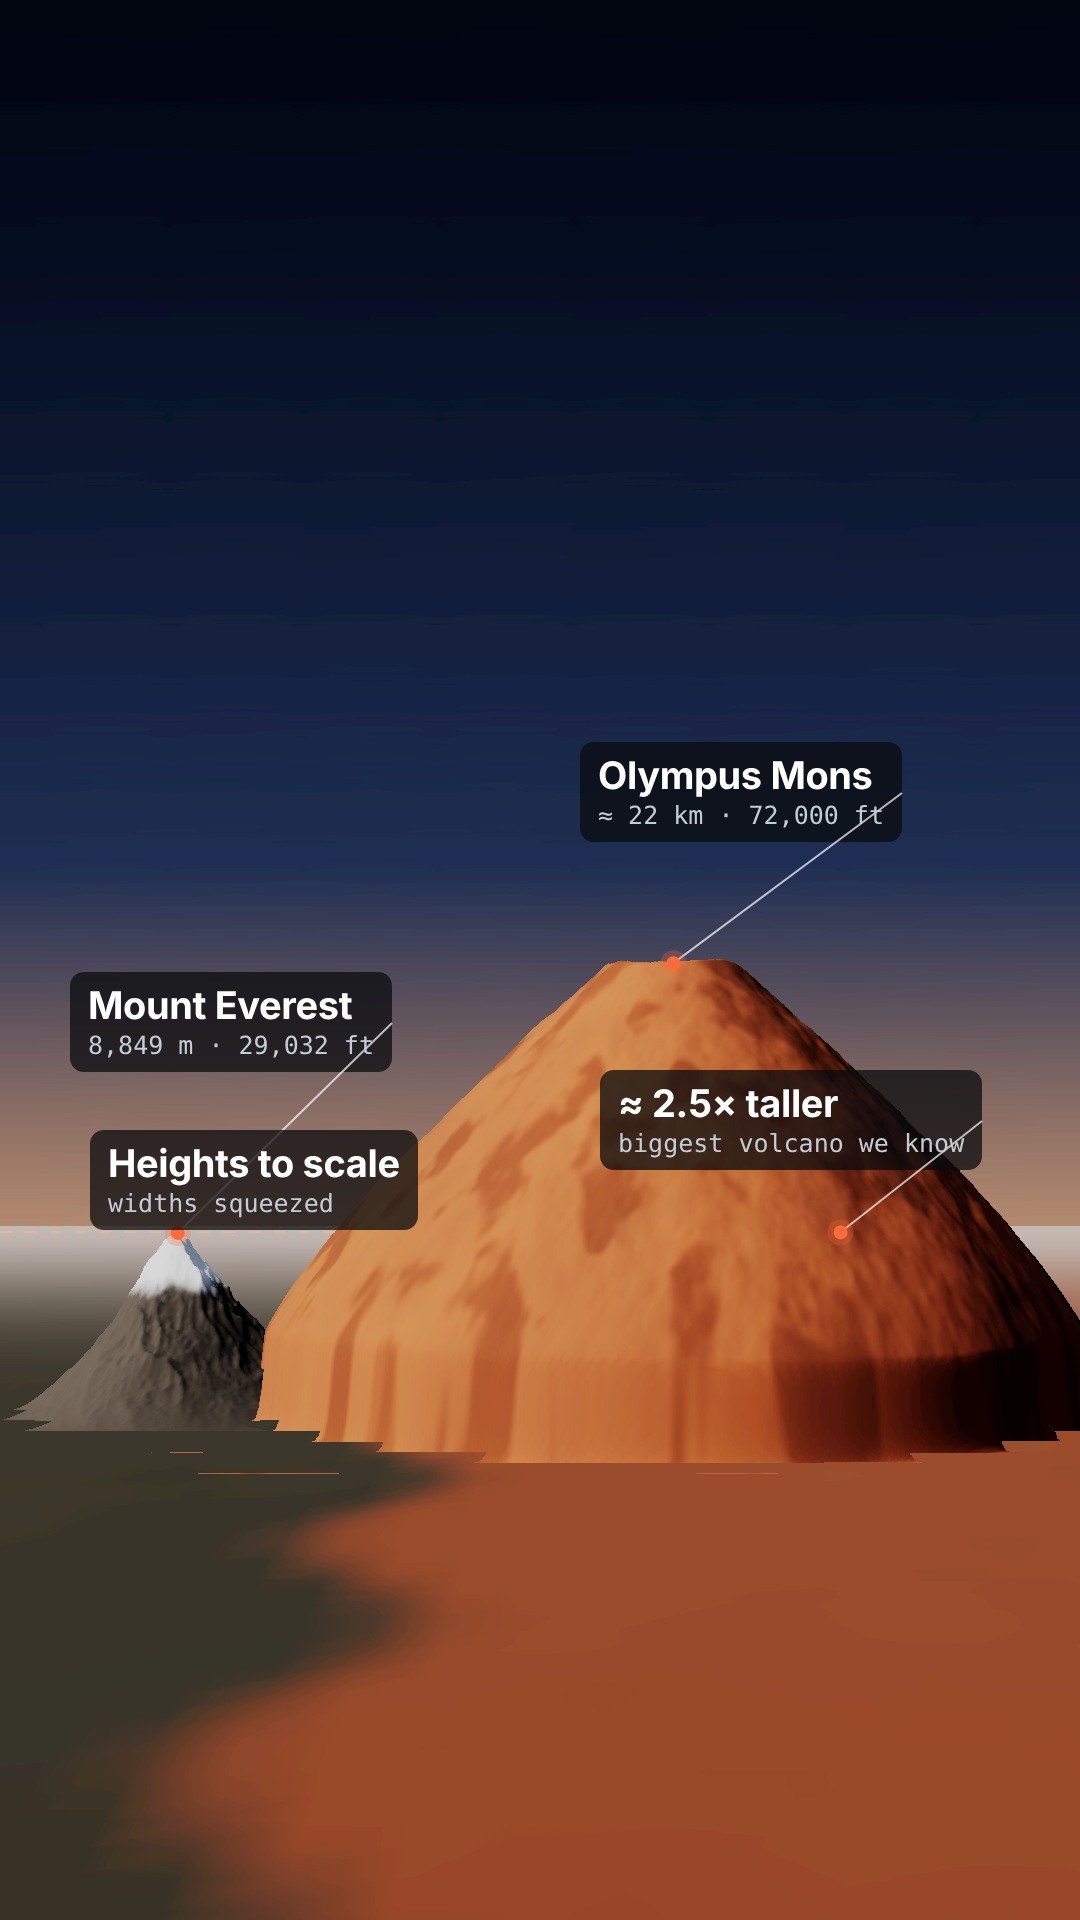 Olympus Mons
≈ 22 km · 72,000 ft
Mount Everest
8,849 m · 29,032 ft
≈ 2.5× taller
biggest volcano we know
Heights to scale
widths squeezed